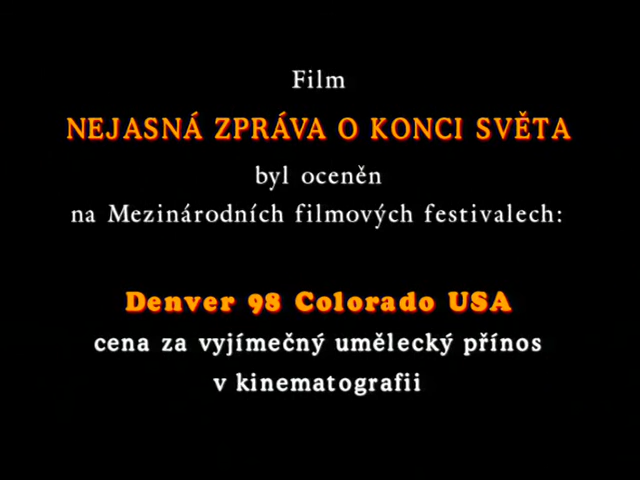 Film
NEJASNÁ ZPRÁVA O KONCI SVĚTA
byl oceněn
na Mezinárodních filmových festivalech:
Denver 98 Colorado USA
cena za vyjímečný umělecký přínos
v kinematografii